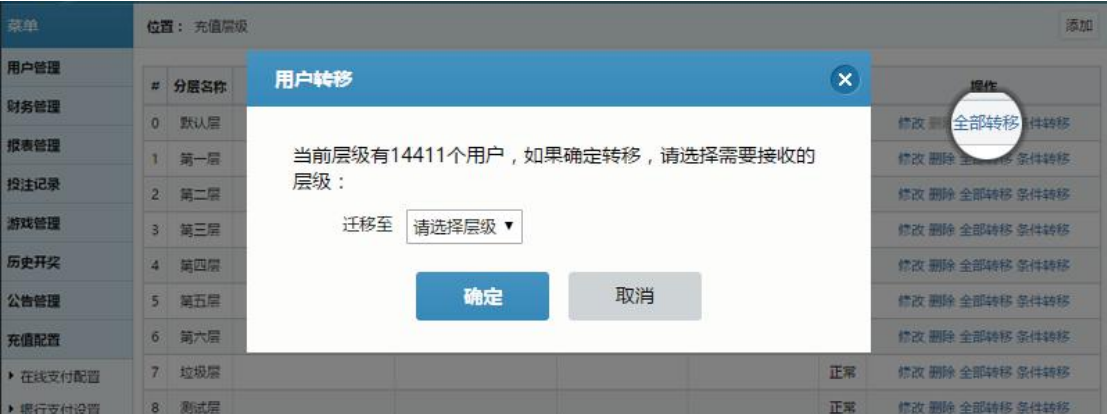 菜单
位置： 充值层级
添加
用户管理
财务管理
报表管理
投注记录
游戏管理
历史开奖
公告管理
充值配置
在线支付配置
银行支付设置
# 分层名称 操作
0 默认层 修改 删 全部转移 条件转移
1 第一层 修改 删除 全部转移 条件转移
2 第二层 修改 删除 全部转移 条件转移
3 第三层 修改 删除 全部转移 条件转移
4 第四层 修改 删除 全部转移 条件转移
5 第五层 修改 删除 全部转移 条件转移
6 第六层 修改 删除 全部转移 条件转移
7 垃圾层 正常 修改 删除 全部转移 条件转移
8 测试层 正常 修改 删除 全部转移 条件转移
用户转移
当前层级有14411个用户，如果确定转移，请选择需要接收的
层级：
迁移至 请选择层级
确定 取消